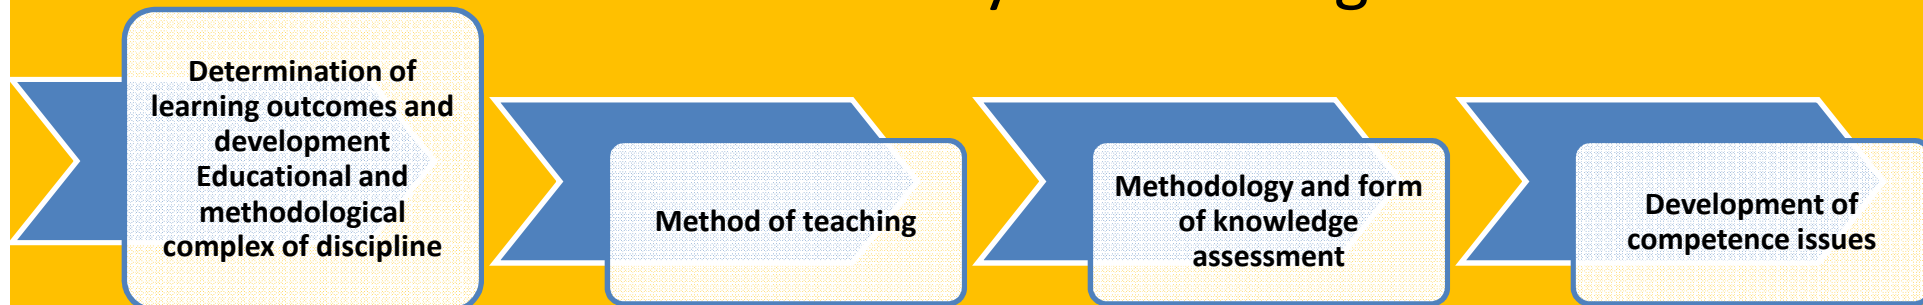 Determination of
learning outcomes and
development
Educational and
methodological
complex of discipline
Method of teaching
Methodology and form
of knowledge
assessment
Development of
competence issues